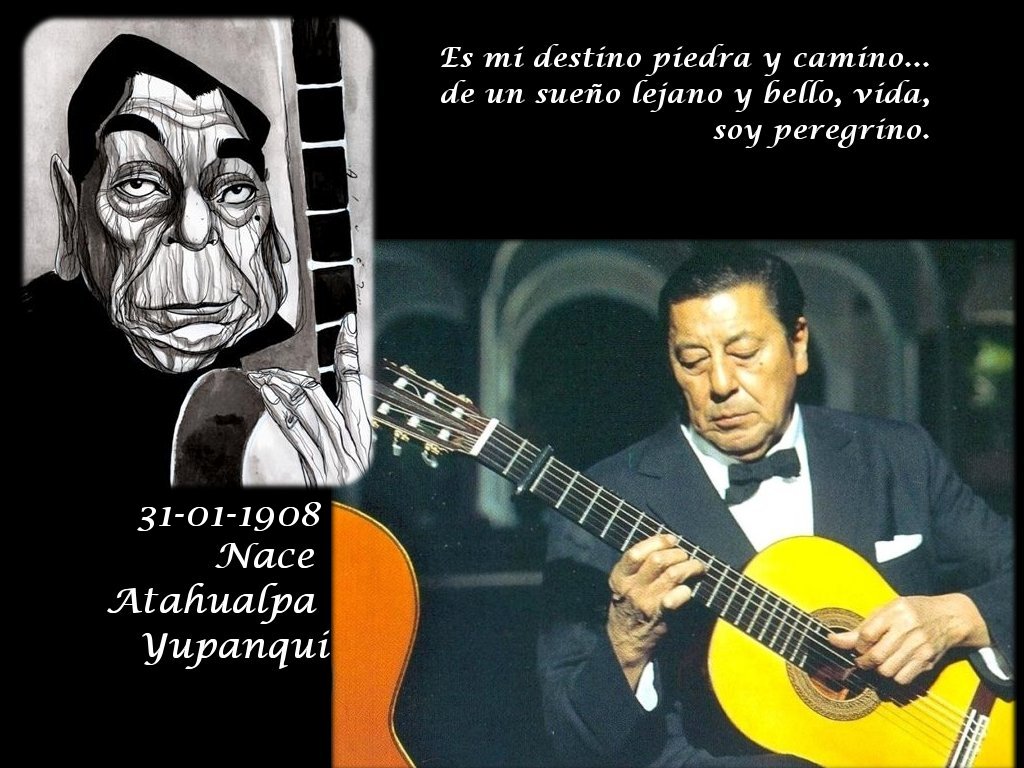 Es mi destino piedra y camino...
de un sueño lejano y bello, vida,
soy peregrino.
31-01-1908
Nace
Atahualpa
Yupanqui